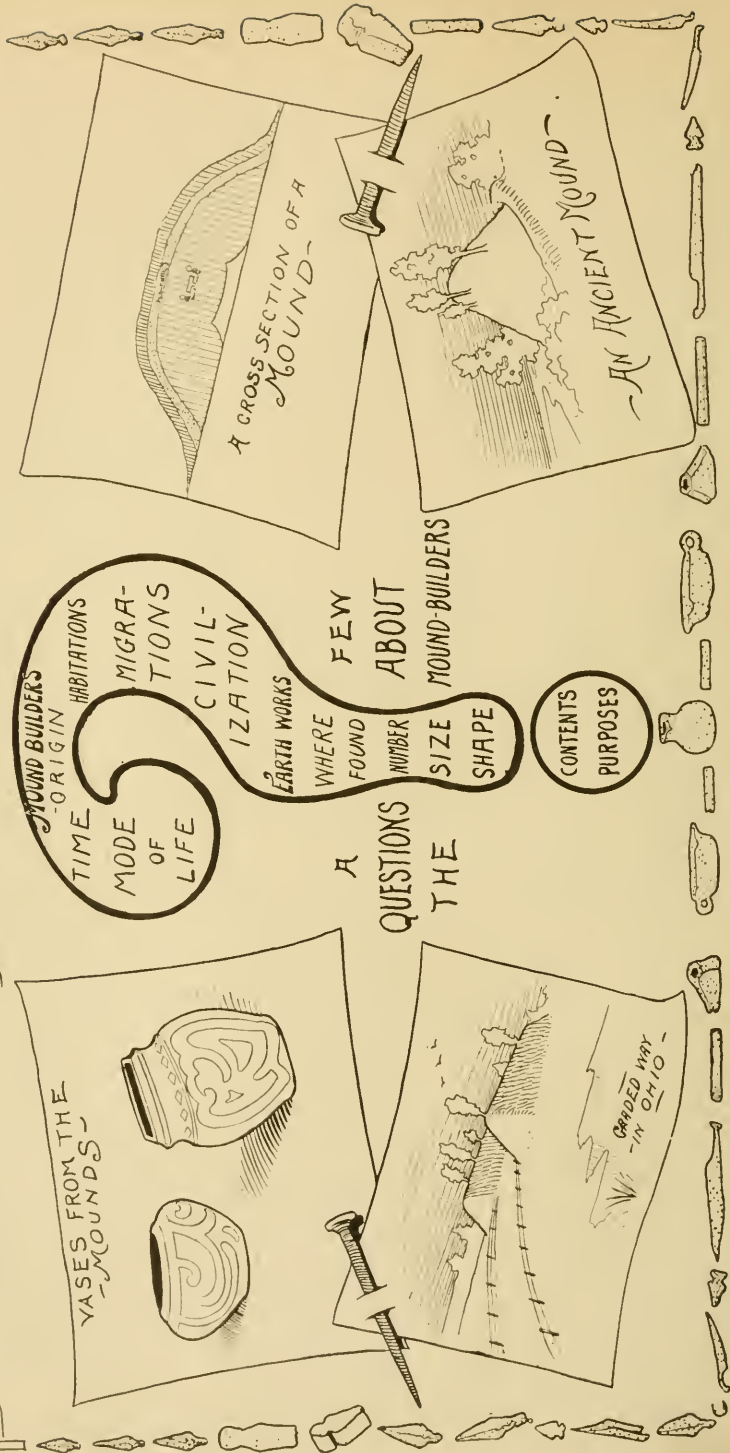 VASES FROM THE
-MOUNDS-
MOUND BUILDERS
-ORIGIN
TIME HABITATIONS
MODE
OF
LIFE
MIGRA-
TIONS
CIVIL-
IZATION
EARTH WORKS
WHERE
FOUND
NUMBER
SIZE
SHAPE
CONTENTS
PURPOSES
A FEW
QUESTIONS ABOUT
THE MOUND-BUILDERS
A CROSS SECTION OF A
MOUND-
GRADED WAY
-IN OHIO-
-AN ANCIENT MOUND-